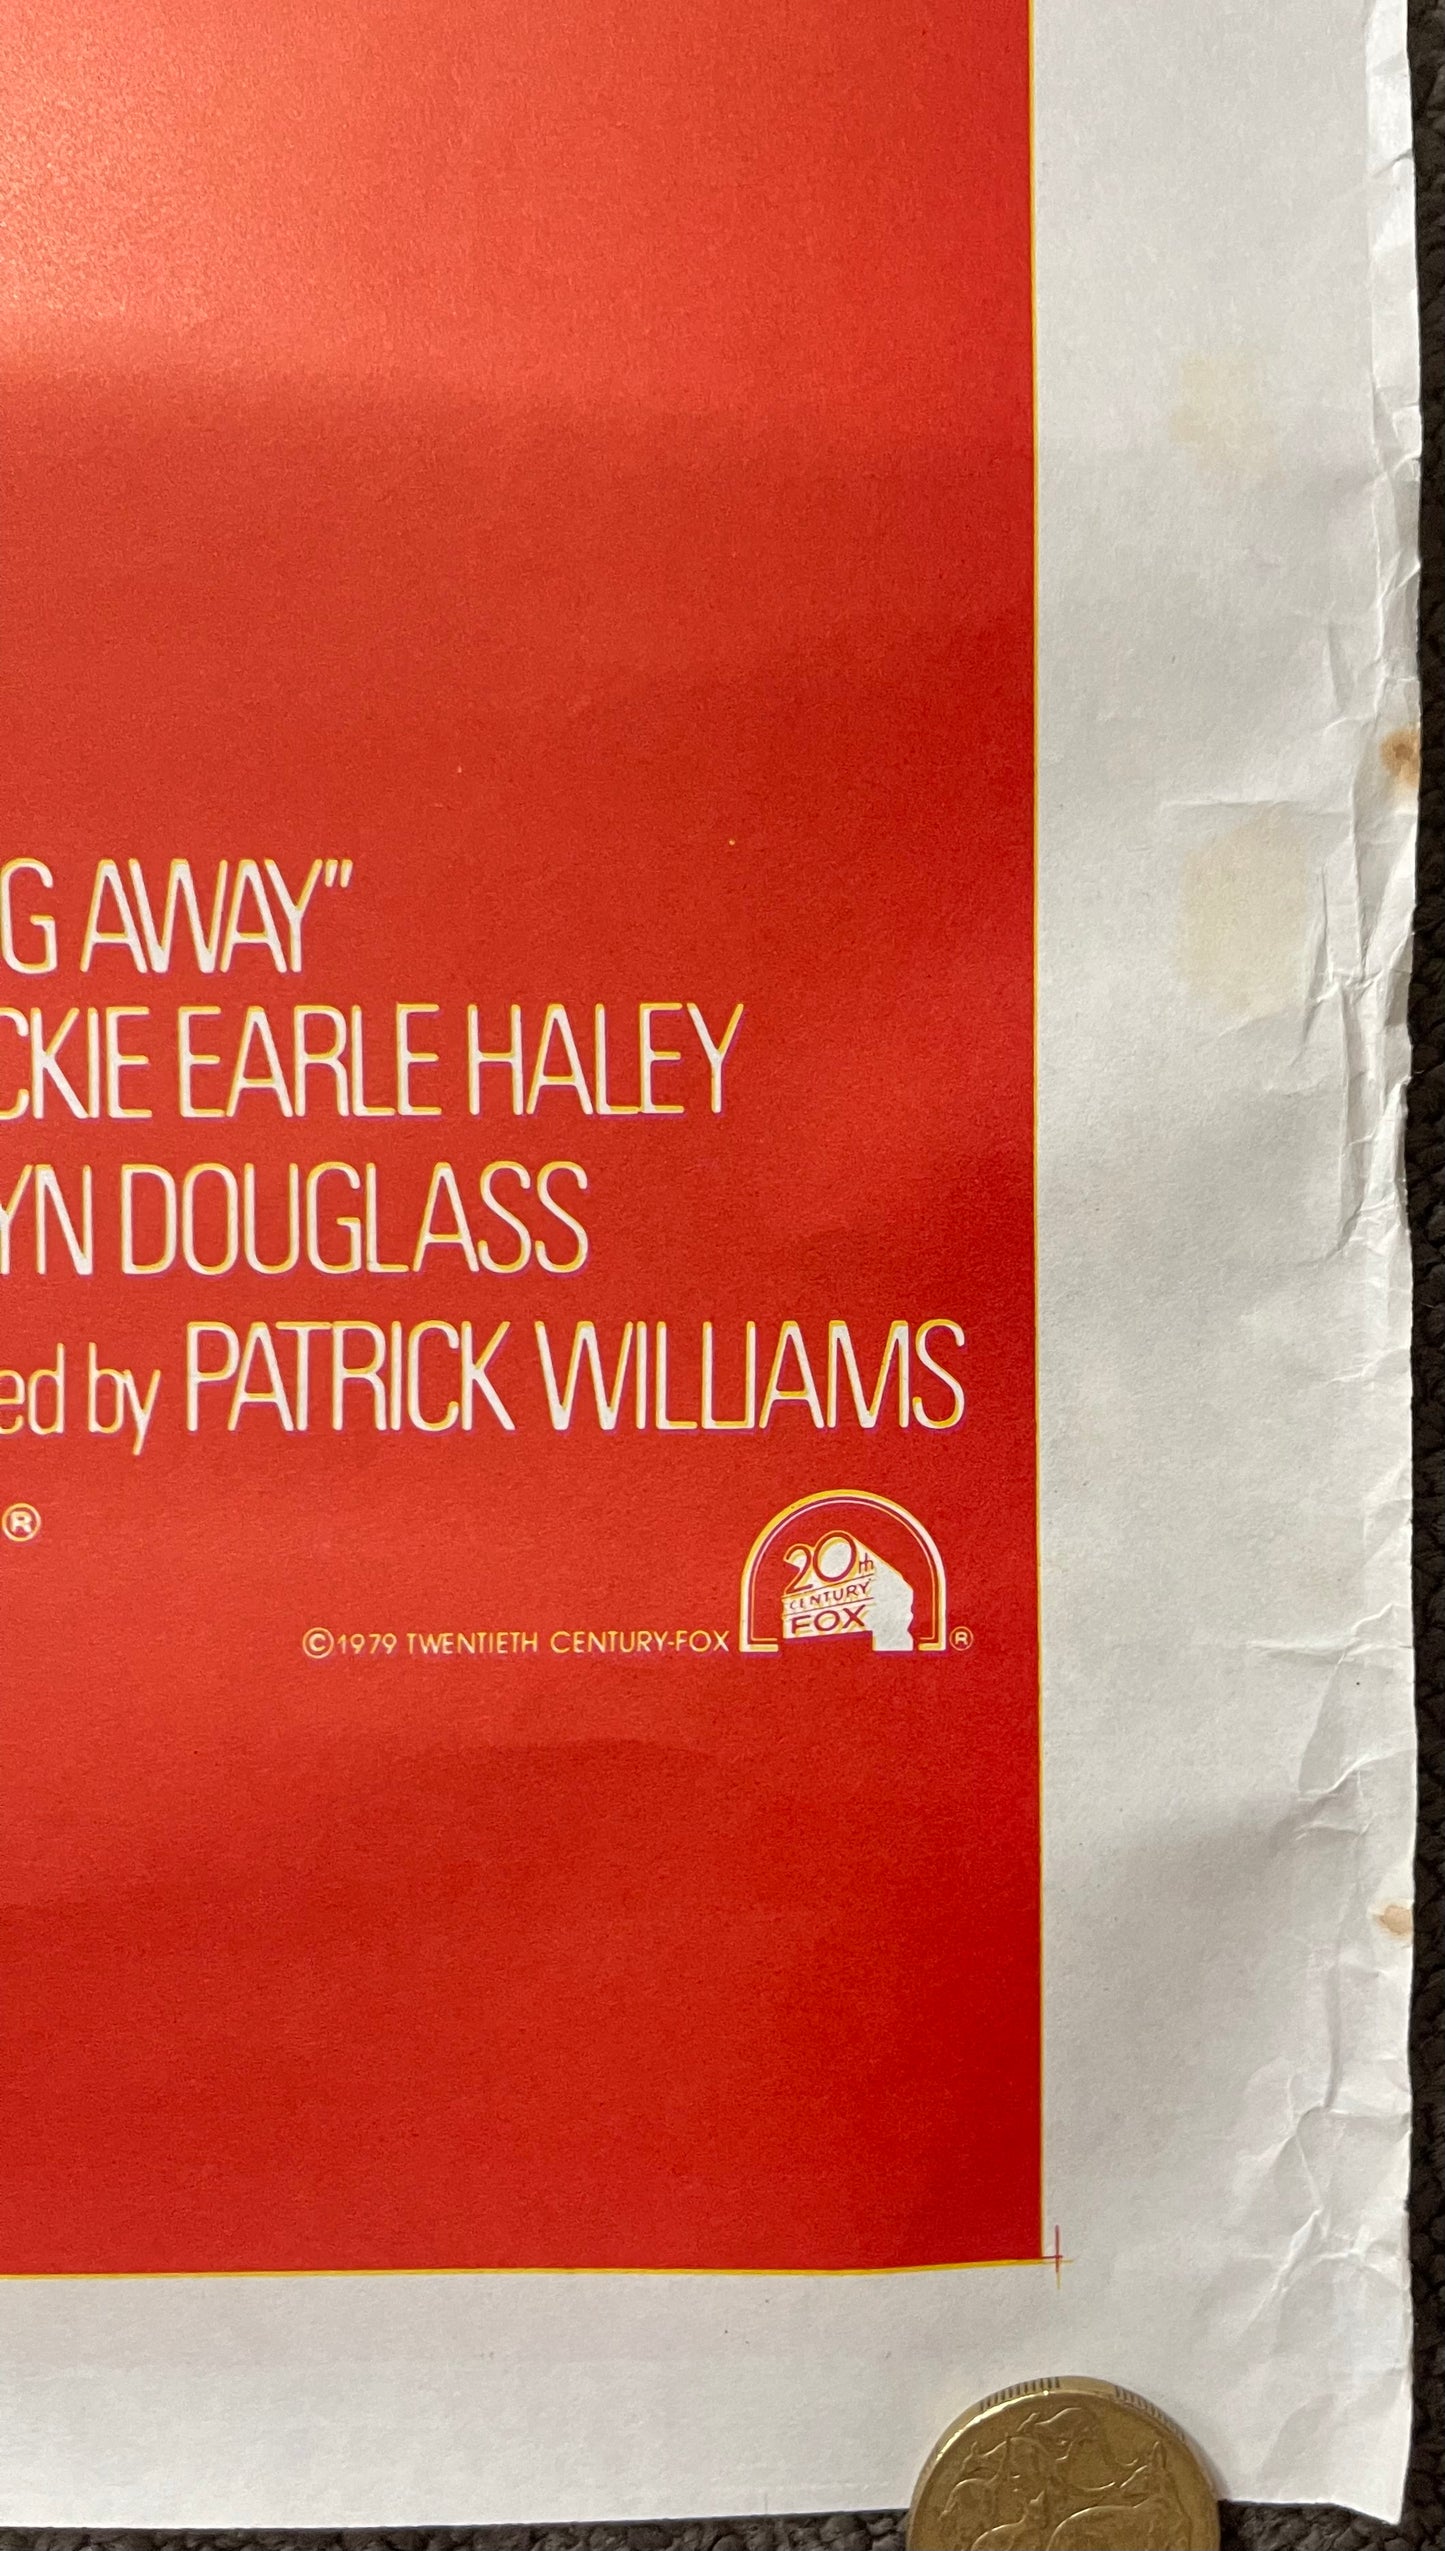 G AWAY"
CKIE EARLE HALEY
YN DOUGLASS
ed by PATRICK WILLIAMS
®
20th
CENTURY
FOX
©1979 TWENTIETH CENTURY-FOX ®